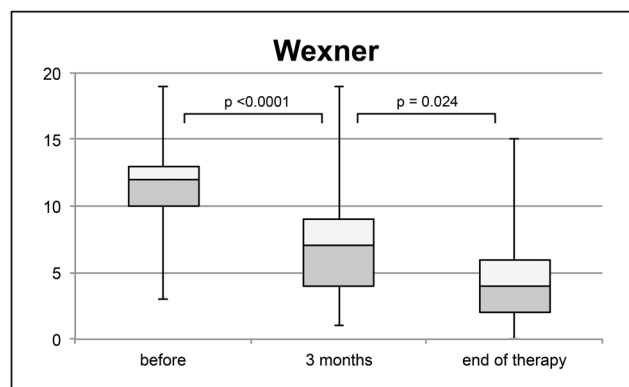 Wexner
20
p <0.0001
p = 0.024
15
10
5
0
before
3 months
end of therapy